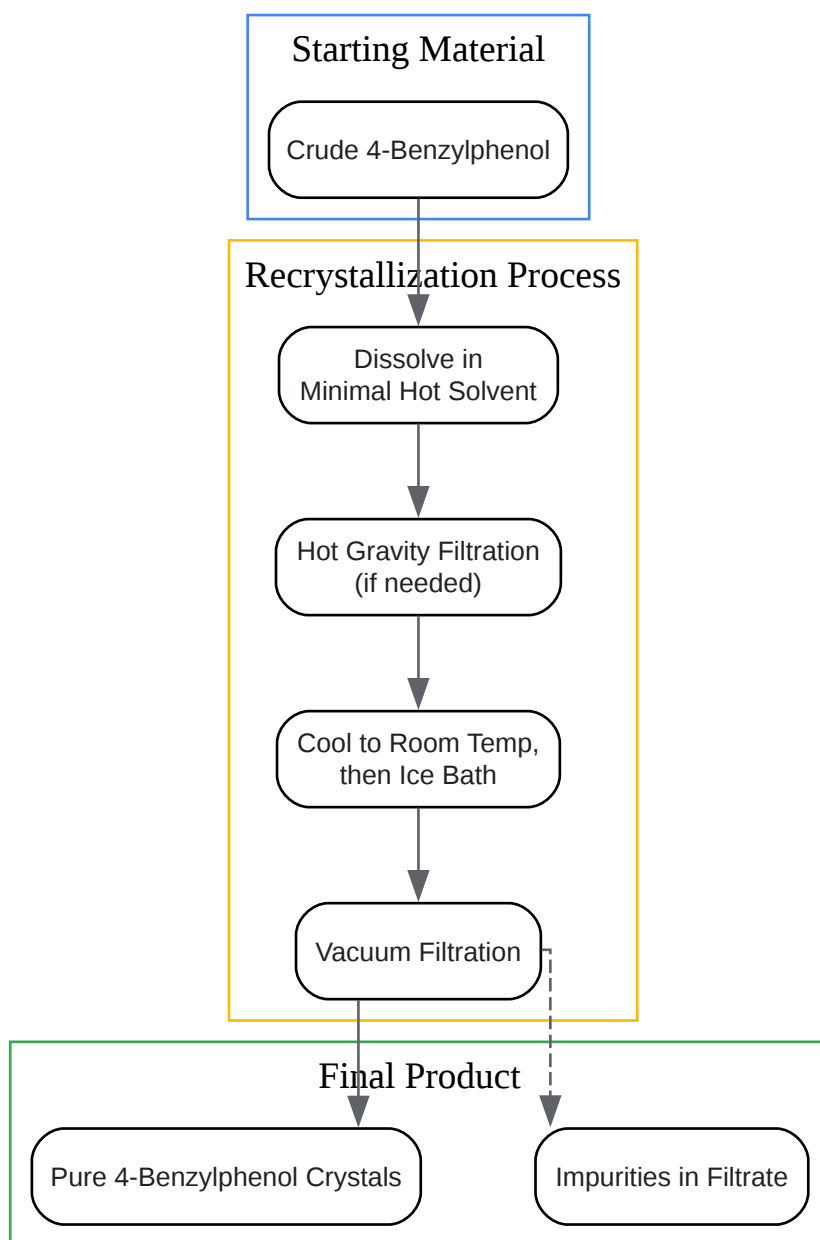 Starting Material
Crude 4-Benzylphenol
Recrystallization Process
Dissolve in
Minimal Hot Solvent
Hot Gravity Filtration
(if needed)
Cool to Room Temp,
then Ice Bath
Vacuum Filtration
Final Product
Pure 4-Benzylphenol Crystals
Impurities in Filtrate